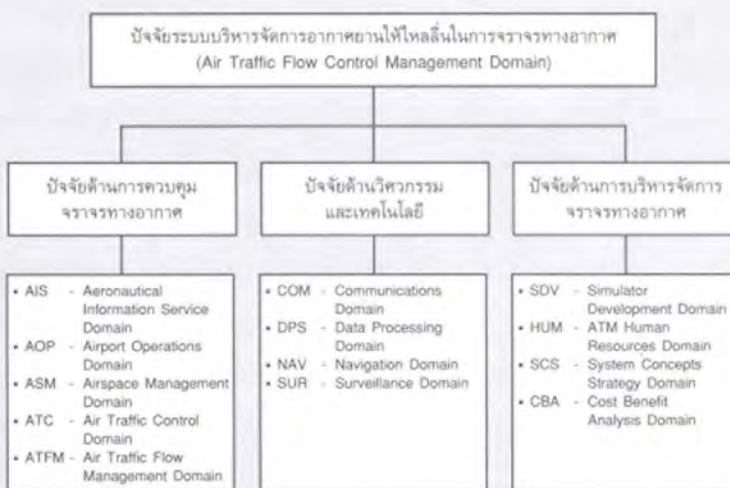 ปัจจัยระบบบริหารจัดการอากาศยานให้ไหลลื่นในการจราจรทางอากาศ
(Air Traffic Flow Control Management Domain)
ปัจจัยด้านการควบคุม
จราจรทางอากาศ
ปัจจัยด้านวิศวกรรม
และเทคโนโลยี
ปัจจัยด้านการบริหารจัดการ
จราจรทางอากาศ
• AIS - Aeronautical
Information Service
Domain
• AOP - Airport Operations
Domain
• ASM - Airspace Management
Domain
• ATC - Air Traffic Control
Domain
• ATFM - Air Traffic Flow
Management Domain
• COM - Communications
Domain
• DPS - Data Processing
Domain
• NAV - Navigation Domain
• SUR - Surveillance Domain
• SDV - Simulator
Development Domain
• HUM - ATM Human
Resources Domain
• SCS - System Concepts
Strategy Domain
• CBA - Cost Benefit
Analysis Domain